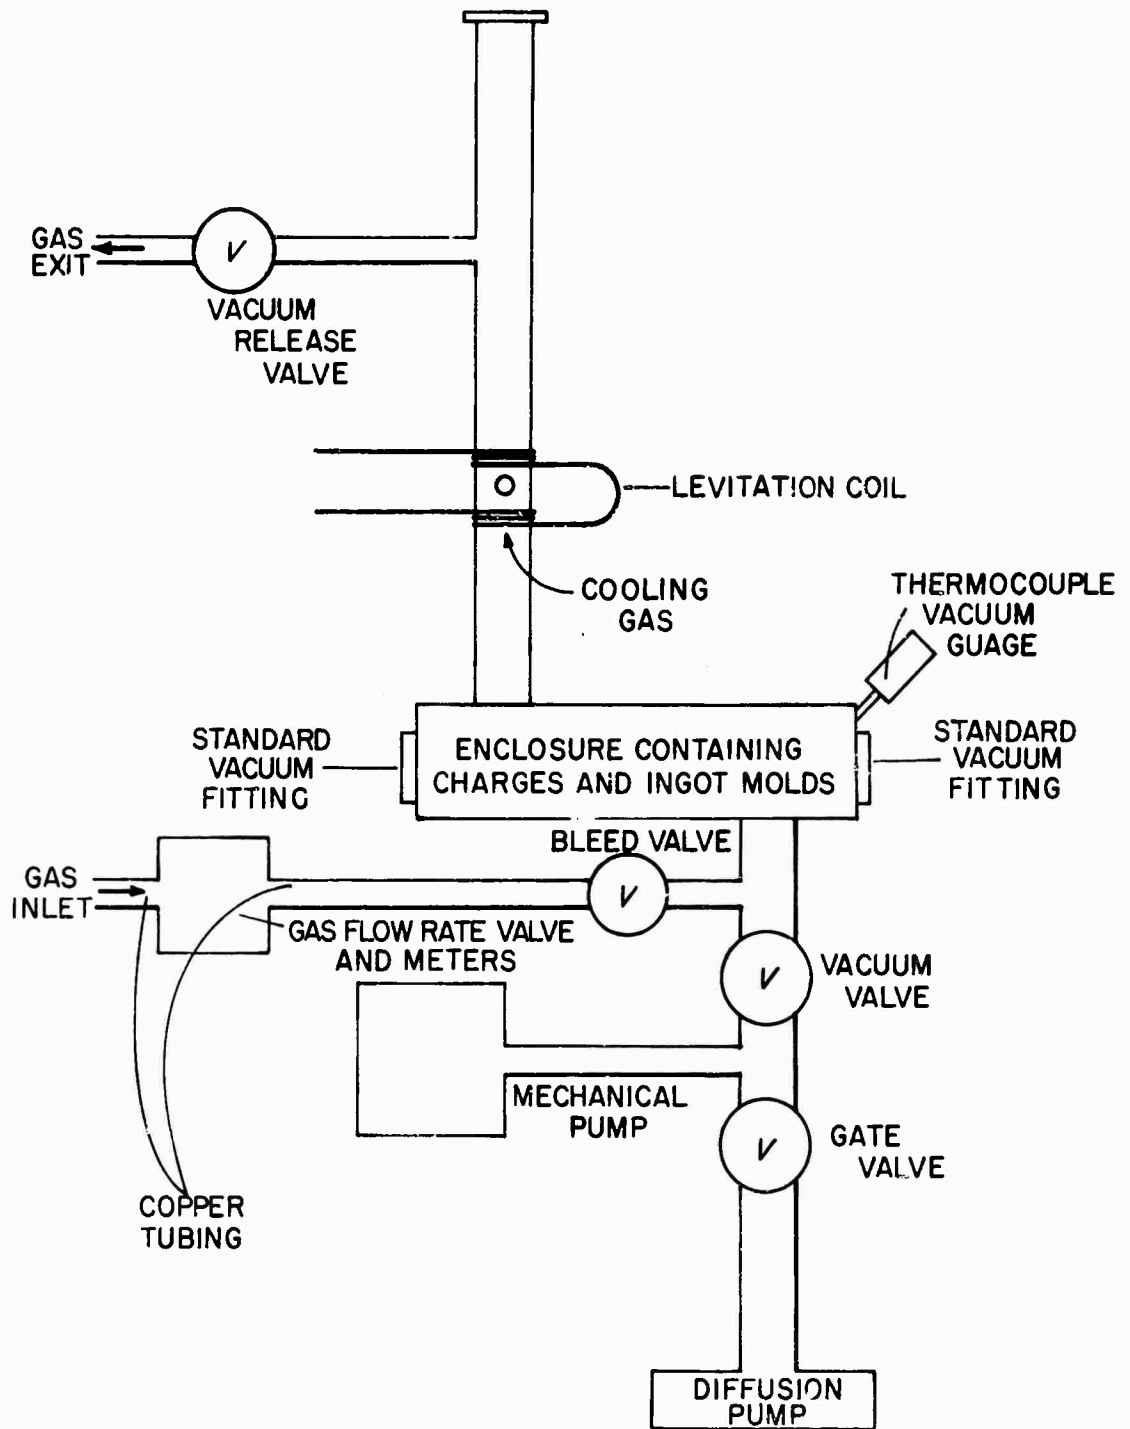 GAS
EXIT
V
VACUUM
RELEASE
VALVE
LEVITATION COIL
COOLING
GAS
THERMOCOUPLE
VACUUM
GUAGE
STANDARD
VACUUM
FITTING
ENCLOSURE CONTAINING
CHARGES AND INGOT MOLDS
STANDARD
VACUUM
FITTING
BLEED VALVE
GAS
INLET
V
GAS FLOW RATE VALVE
AND METERS
V
VACUUM
VALVE
MECHANICAL
PUMP
V
GATE
VALVE
COPPER
TUBING
DIFFUSION
PUMP